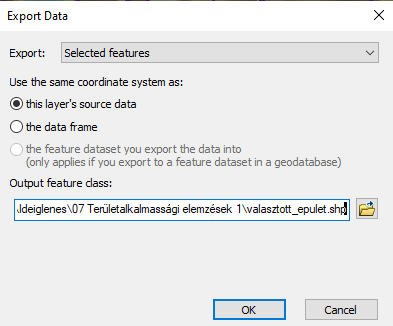 Export Data
Export: Selected features
Use the same coordinate system as:
this layer's source data
the data frame
the feature dataset you export the data into
(only applies if you export to a feature dataset in a geodatabase)
Output feature class:
\Ideiglenes\07 Területalkalmassági elemzések 1\valasztott_epulet.shp
OK Cancel